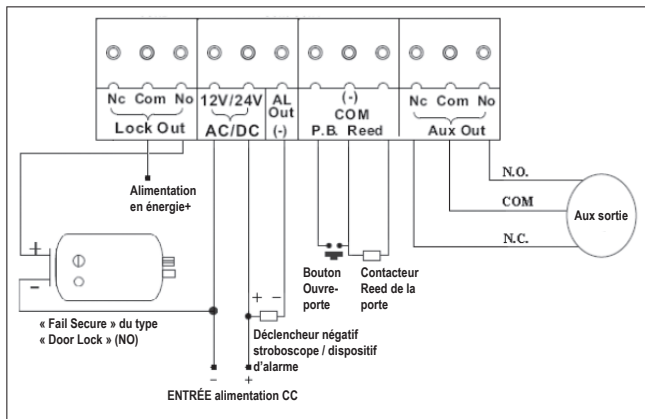 Nc Com No
12V/24V
AL
Out
(-)
(-)
COM
P.B. Reed
Nc Com No
Lock Out
AC/DC
Aux Out
N.O.
COM
N.C.
Aux sortie
Alimentation
en énergie+
+
–
Bouton
Ouvre-
porte
Contacteur
Reed de la
porte
« Fail Secure » du type
« Door Lock » (NO)
+ –
Déclencheur négatif
stroboscope / dispositif
d'alarme
– +
ENTRÉE alimentation CC